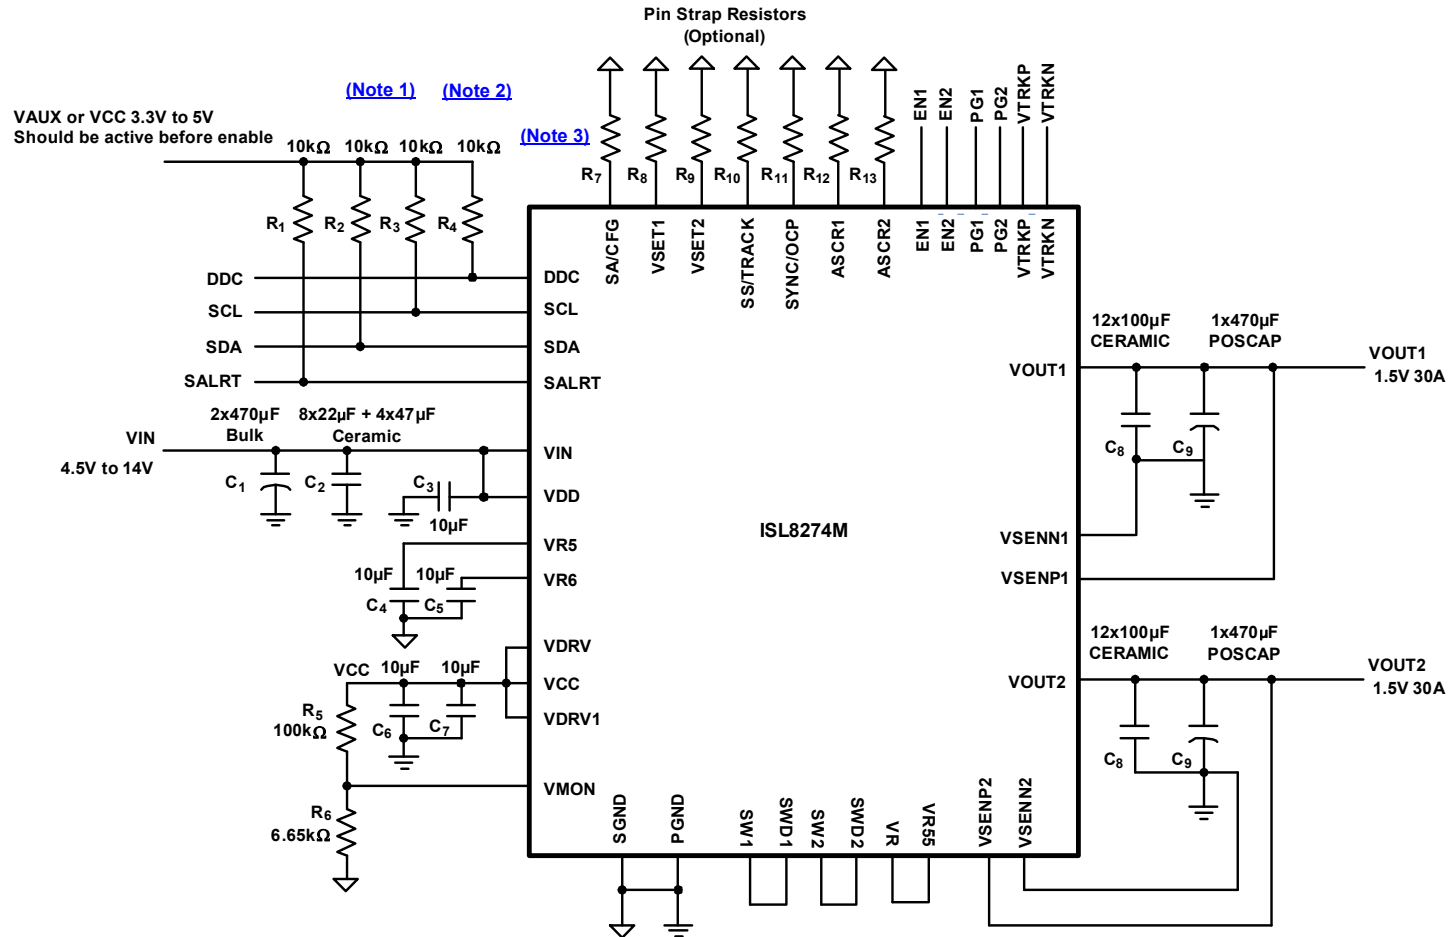 Pin Strap Resistors
(Optional)
(Note 1)
(Note 2)
(Note 3)
VAUX or VCC 3.3V to 5V
Should be active before enable
10kΩ
10kΩ
10kΩ
10kΩ
R1
R2
R3
R4
R7
R8
R9
R10
R11
R12
R13
EN1
EN2
PG1
PG2
VTRKP
VTRKN
SA/CFG
VSET1
VSET2
SS/TRACK
SYNC/OCP
ASCR1
ASCR2
EN1
EN2
PG1
PG2
VTRKP
VTRKN
DDC
SCL
SDA
SALRT
DDC
SCL
SDA
SALRT
VIN
4.5V to 14V
2x470µF
Bulk
8x22µF + 4x47µF
Ceramic
C1
C2
C3
10µF
VIN
VDD
VR5
VR6
10µF
10µF
C4
C5
VDRV
VCC
VDRV1
VMON
VCC
10µF
10µF
C6
C7
R5
100kΩ
R6
6.65kΩ
ISL8274M
VOUT1
VSENN1
VSENP1
VOUT2
12x100µF
CERAMIC
1x470µF
POSCAP
VOUT1
1.5V 30A
C8
C9
12x100µF
CERAMIC
1x470µF
POSCAP
VOUT2
1.5V 30A
C8
C9
SGND
PGND
SW1
SWD1
SW2
SWD2
VR
VR55
VSENP2
VSENN2